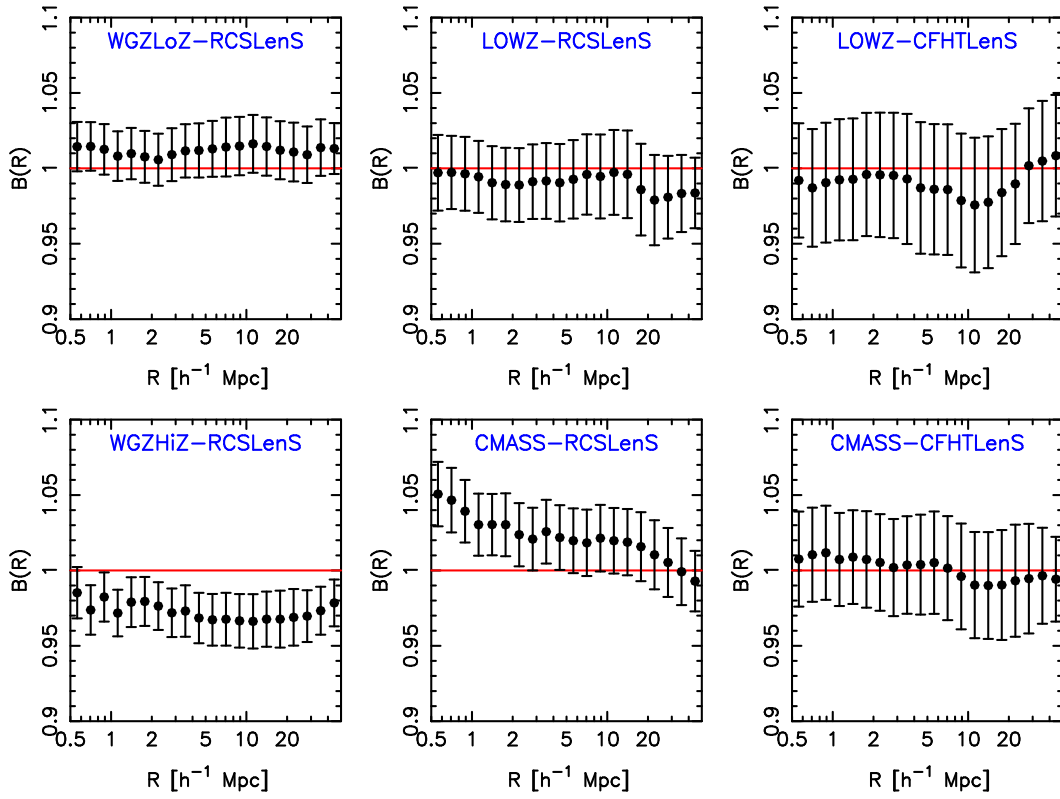 WGZLoZ−RCSLenS
B(R)
1.1
1.05
1
0.95
0.9
0.5 1 2 5 10 20
R [h⁻¹ Mpc]
LOWZ−RCSLenS
B(R)
1.1
1.05
1
0.95
0.9
0.5 1 2 5 10 20
R [h⁻¹ Mpc]
LOWZ−CFHTLenS
B(R)
1.1
1.05
1
0.95
0.9
0.5 1 2 5 10 20
R [h⁻¹ Mpc]
WGZHiZ−RCSLenS
B(R)
1.1
1.05
1
0.95
0.9
0.5 1 2 5 10 20
R [h⁻¹ Mpc]
CMASS−RCSLenS
B(R)
1.1
1.05
1
0.95
0.9
0.5 1 2 5 10 20
R [h⁻¹ Mpc]
CMASS−CFHTLenS
B(R)
1.1
1.05
1
0.95
0.9
0.5 1 2 5 10 20
R [h⁻¹ Mpc]